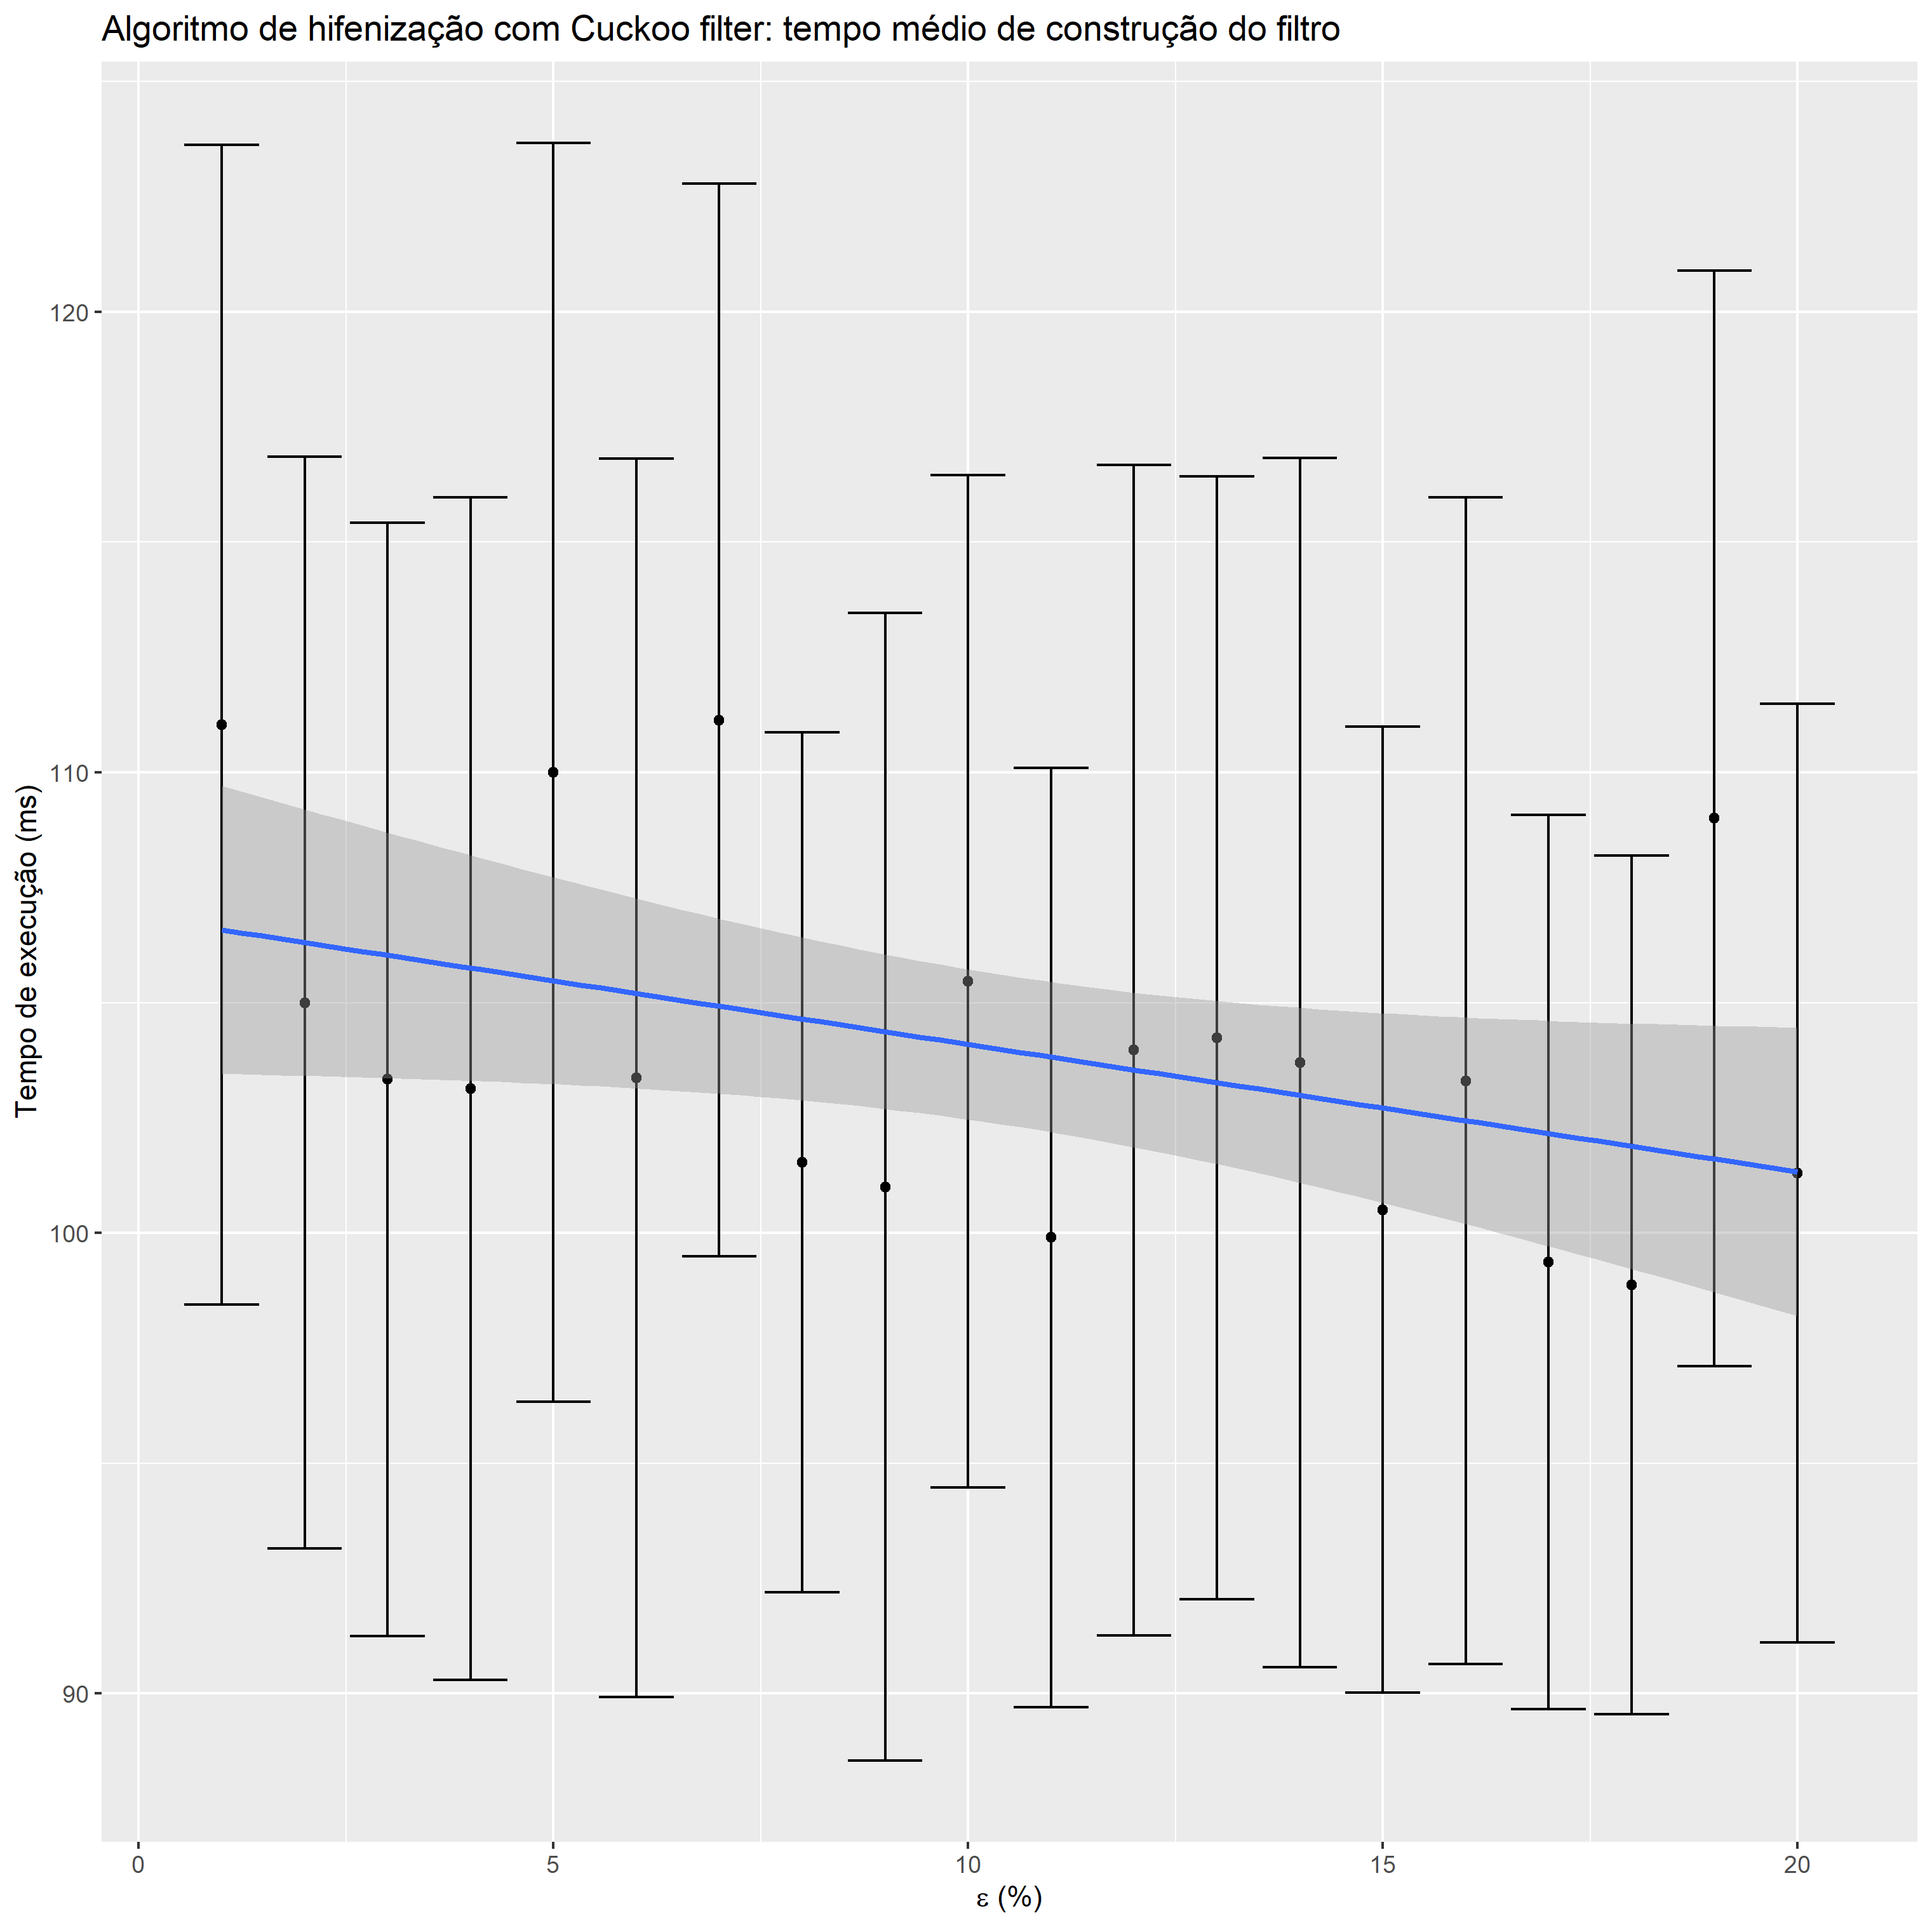 Algoritmo de hifenização com Cuckoo filter: tempo médio de construção do filtro
Tempo de execução (ms)
120
110
100
90
0 5 10 15 20
ε (%)